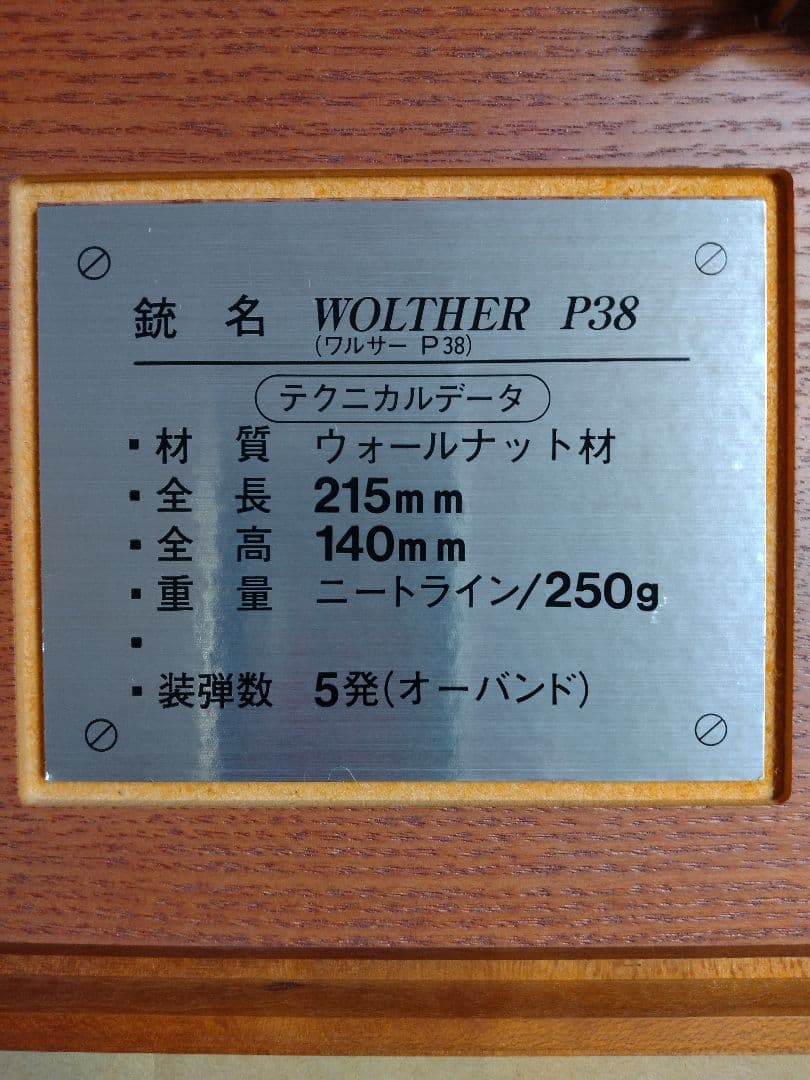 銃名 WOLTHER P38
(ワルサー P38)
テクニカルデータ
▪材質 ウォールナット材
▪全長 215mm
▪全高 140mm
▪重量 ニートライン/250g
▪
▪装弾数 5発(オーバンド)